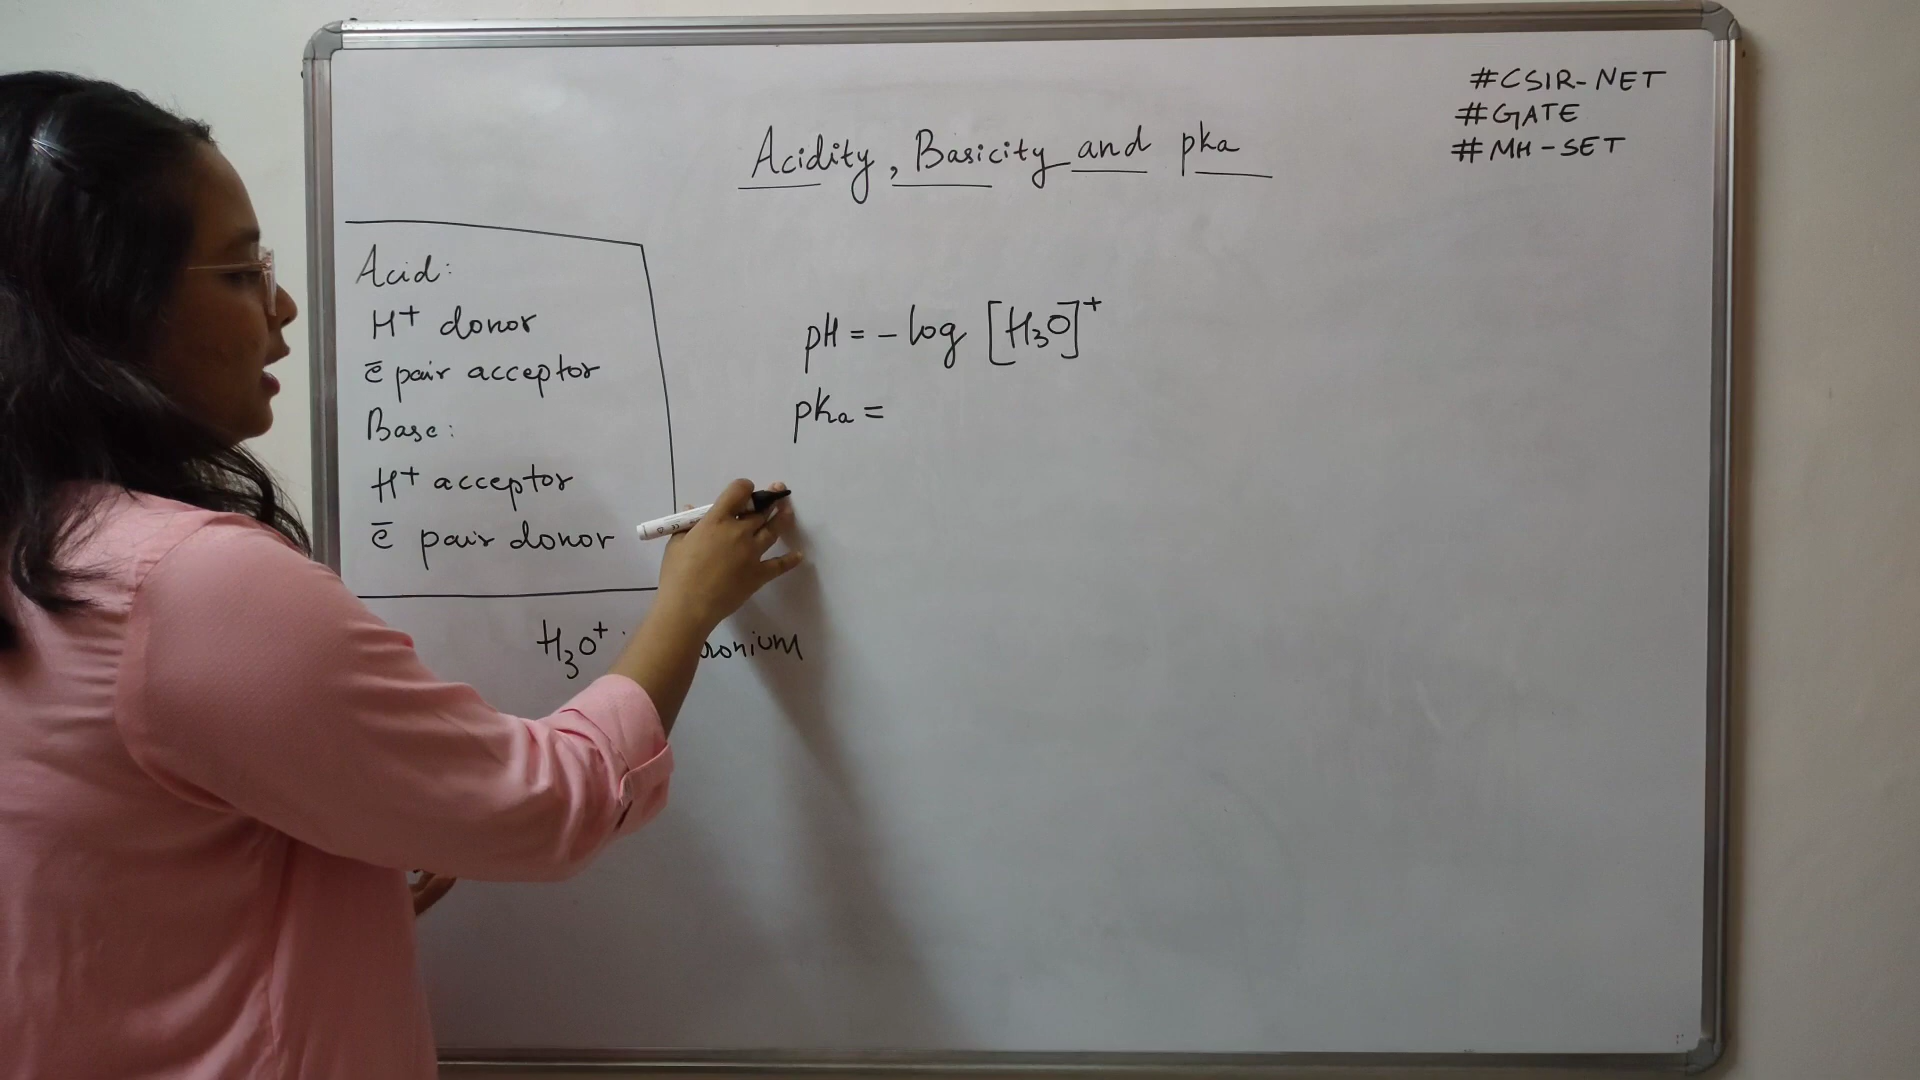 #CSIR-NET
#GATE
#MH-SET
Acidity, Basicity and pka
Acid:
H⁺ donor
ē pair acceptor
Base:
H⁺ acceptor
ē pair donor
pH = - log [H₃O]⁺
pKa =
H₃O⁺